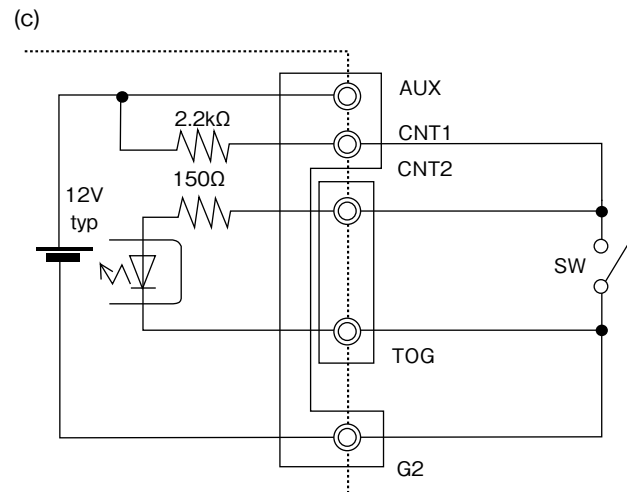 (c)
AUX
2.2kΩ
CNT1
CNT2
150Ω
12V
typ
SW
TOG
G2